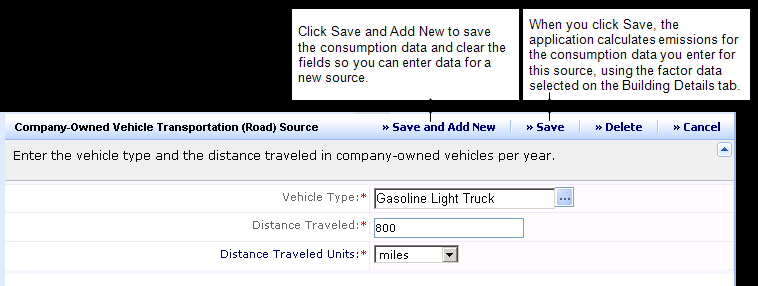 Click Save and Add New to save
the consumption data and clear the
fields so you can enter data for a
new source.
When you click Save, the
application calculates emissions for
the consumption data you enter for
this source, using the factor data
selected on the Building Details tab.
Company-Owned Vehicle Transportation (Road) Source
» Save and Add New
» Save
» Delete
» Cancel
Enter the vehicle type and the distance traveled in company-owned vehicles per year.
Vehicle Type:* Gasoline Light Truck ...
Distance Traveled:* 800
Distance Traveled Units:* miles